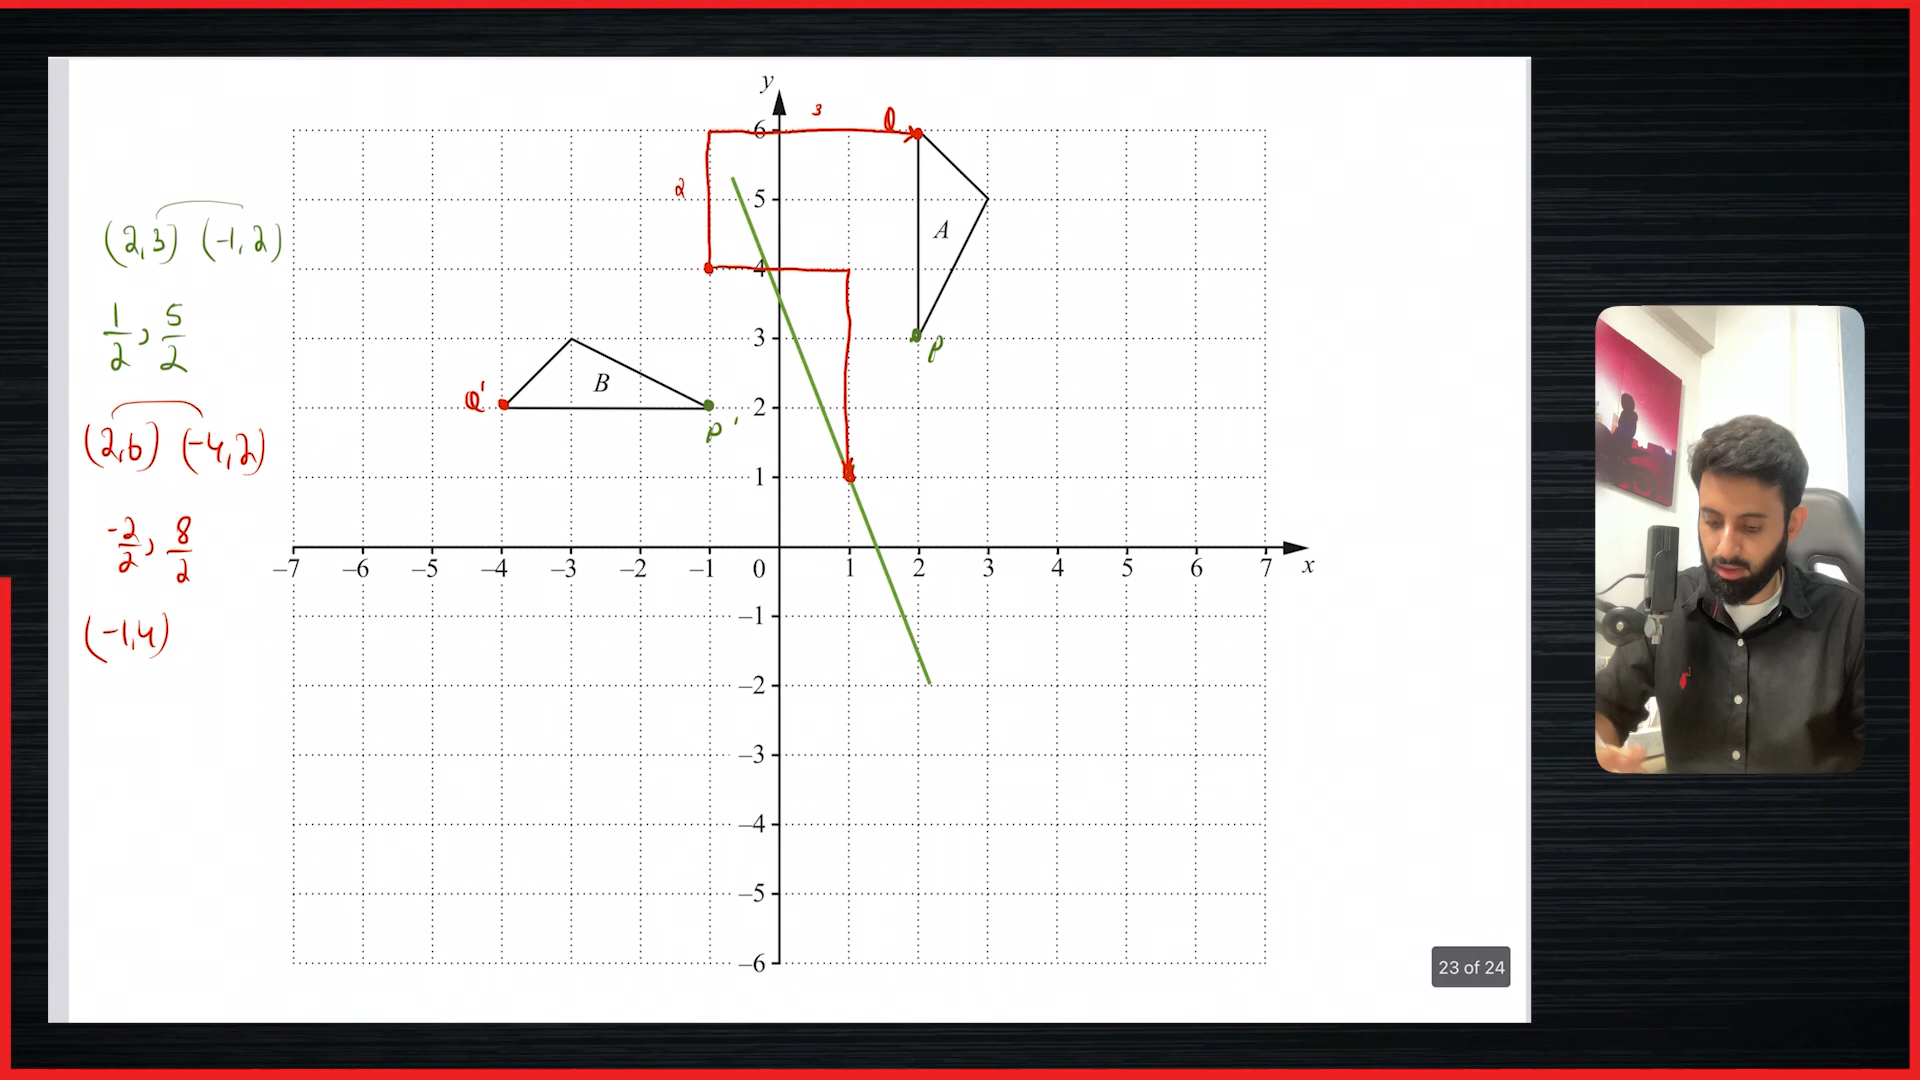 y
3
Q
6
2
5
A
(2,3) (-1,2)
4
1/2, 5/2
3
P
B
Q'
2
P'
(2,6) (-4,2)
1
-2/2, 8/2
–7 –6 –5 –4 –3 –2 –1 0 1 2 3 4 5 6 7 x
–1
(-1,4)
–2
–3
–4
–5
–6
23 of 24